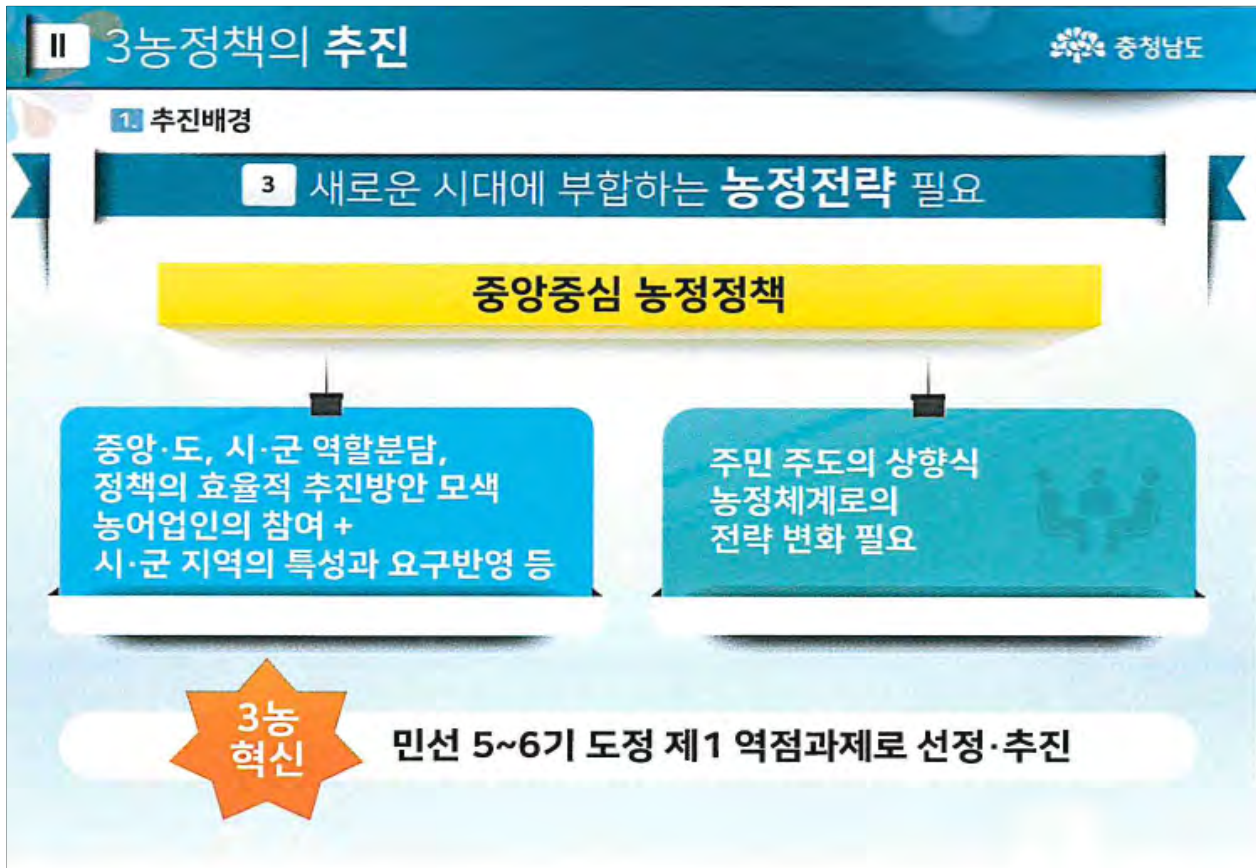 II 3농정책의 추진
충청남도
1. 추진배경
3 새로운 시대에 부합하는 농정전략 필요
중앙중심 농정정책
중앙·도, 시·군 역할분담,
정책의 효율적 추진방안 모색
농어업인의 참여 +
시·군 지역의 특성과 요구반영 등
주민 주도의 상향식
농정체계로의
전략 변화 필요
3농
혁신
민선 5~6기 도정 제1 역점과제로 선정·추진